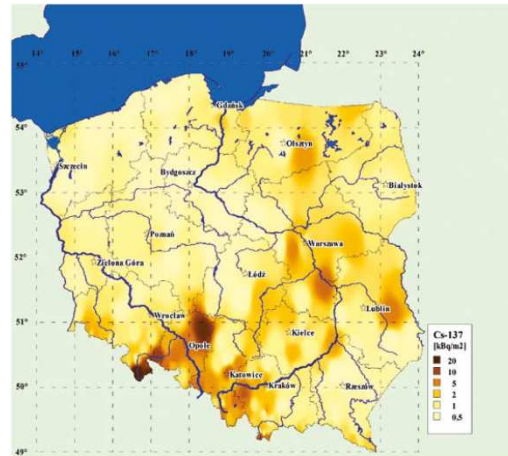 14° 15° 16° 17° 18° 19° 20° 21° 22° 23° 24°
55°
Gdańsk
54°
Olsztyn
Szczecin
Bydgoszcz
Białystok
53°
Poznań
Warszawa
52°
Zielona Góra
Łódź
Lublin
51°
Wrocław
Kielce
Opole
Katowice
Kraków
Rzeszów
50°
49°
Cs-137
[kBq/m2]
20
10
5
2
1
0.5